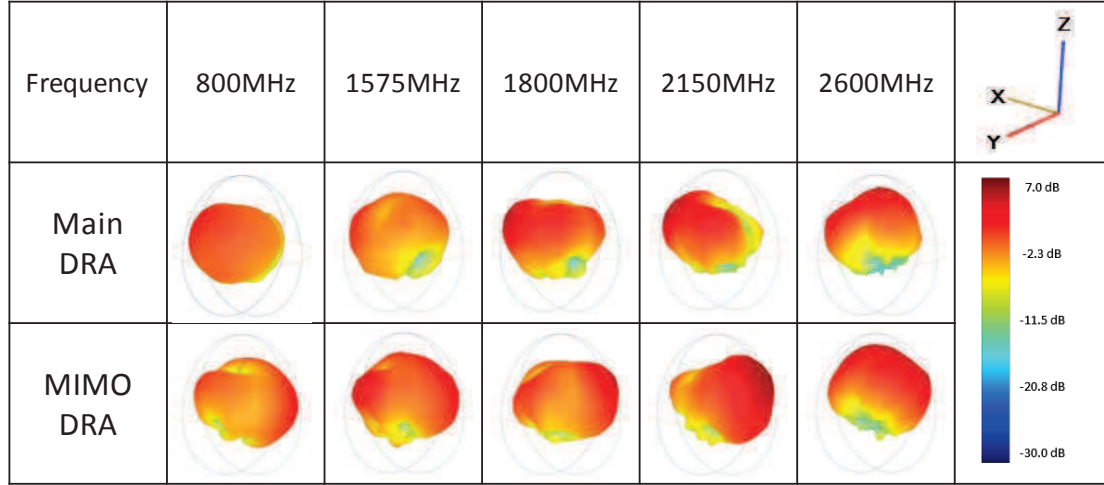 Frequency
800MHz
1575MHz
1800MHz
2150MHz
2600MHz
Z
X
Y
Main
DRA
MIMO
DRA
7.0 dB
-2.3 dB
-11.5 dB
-20.8 dB
-30.0 dB